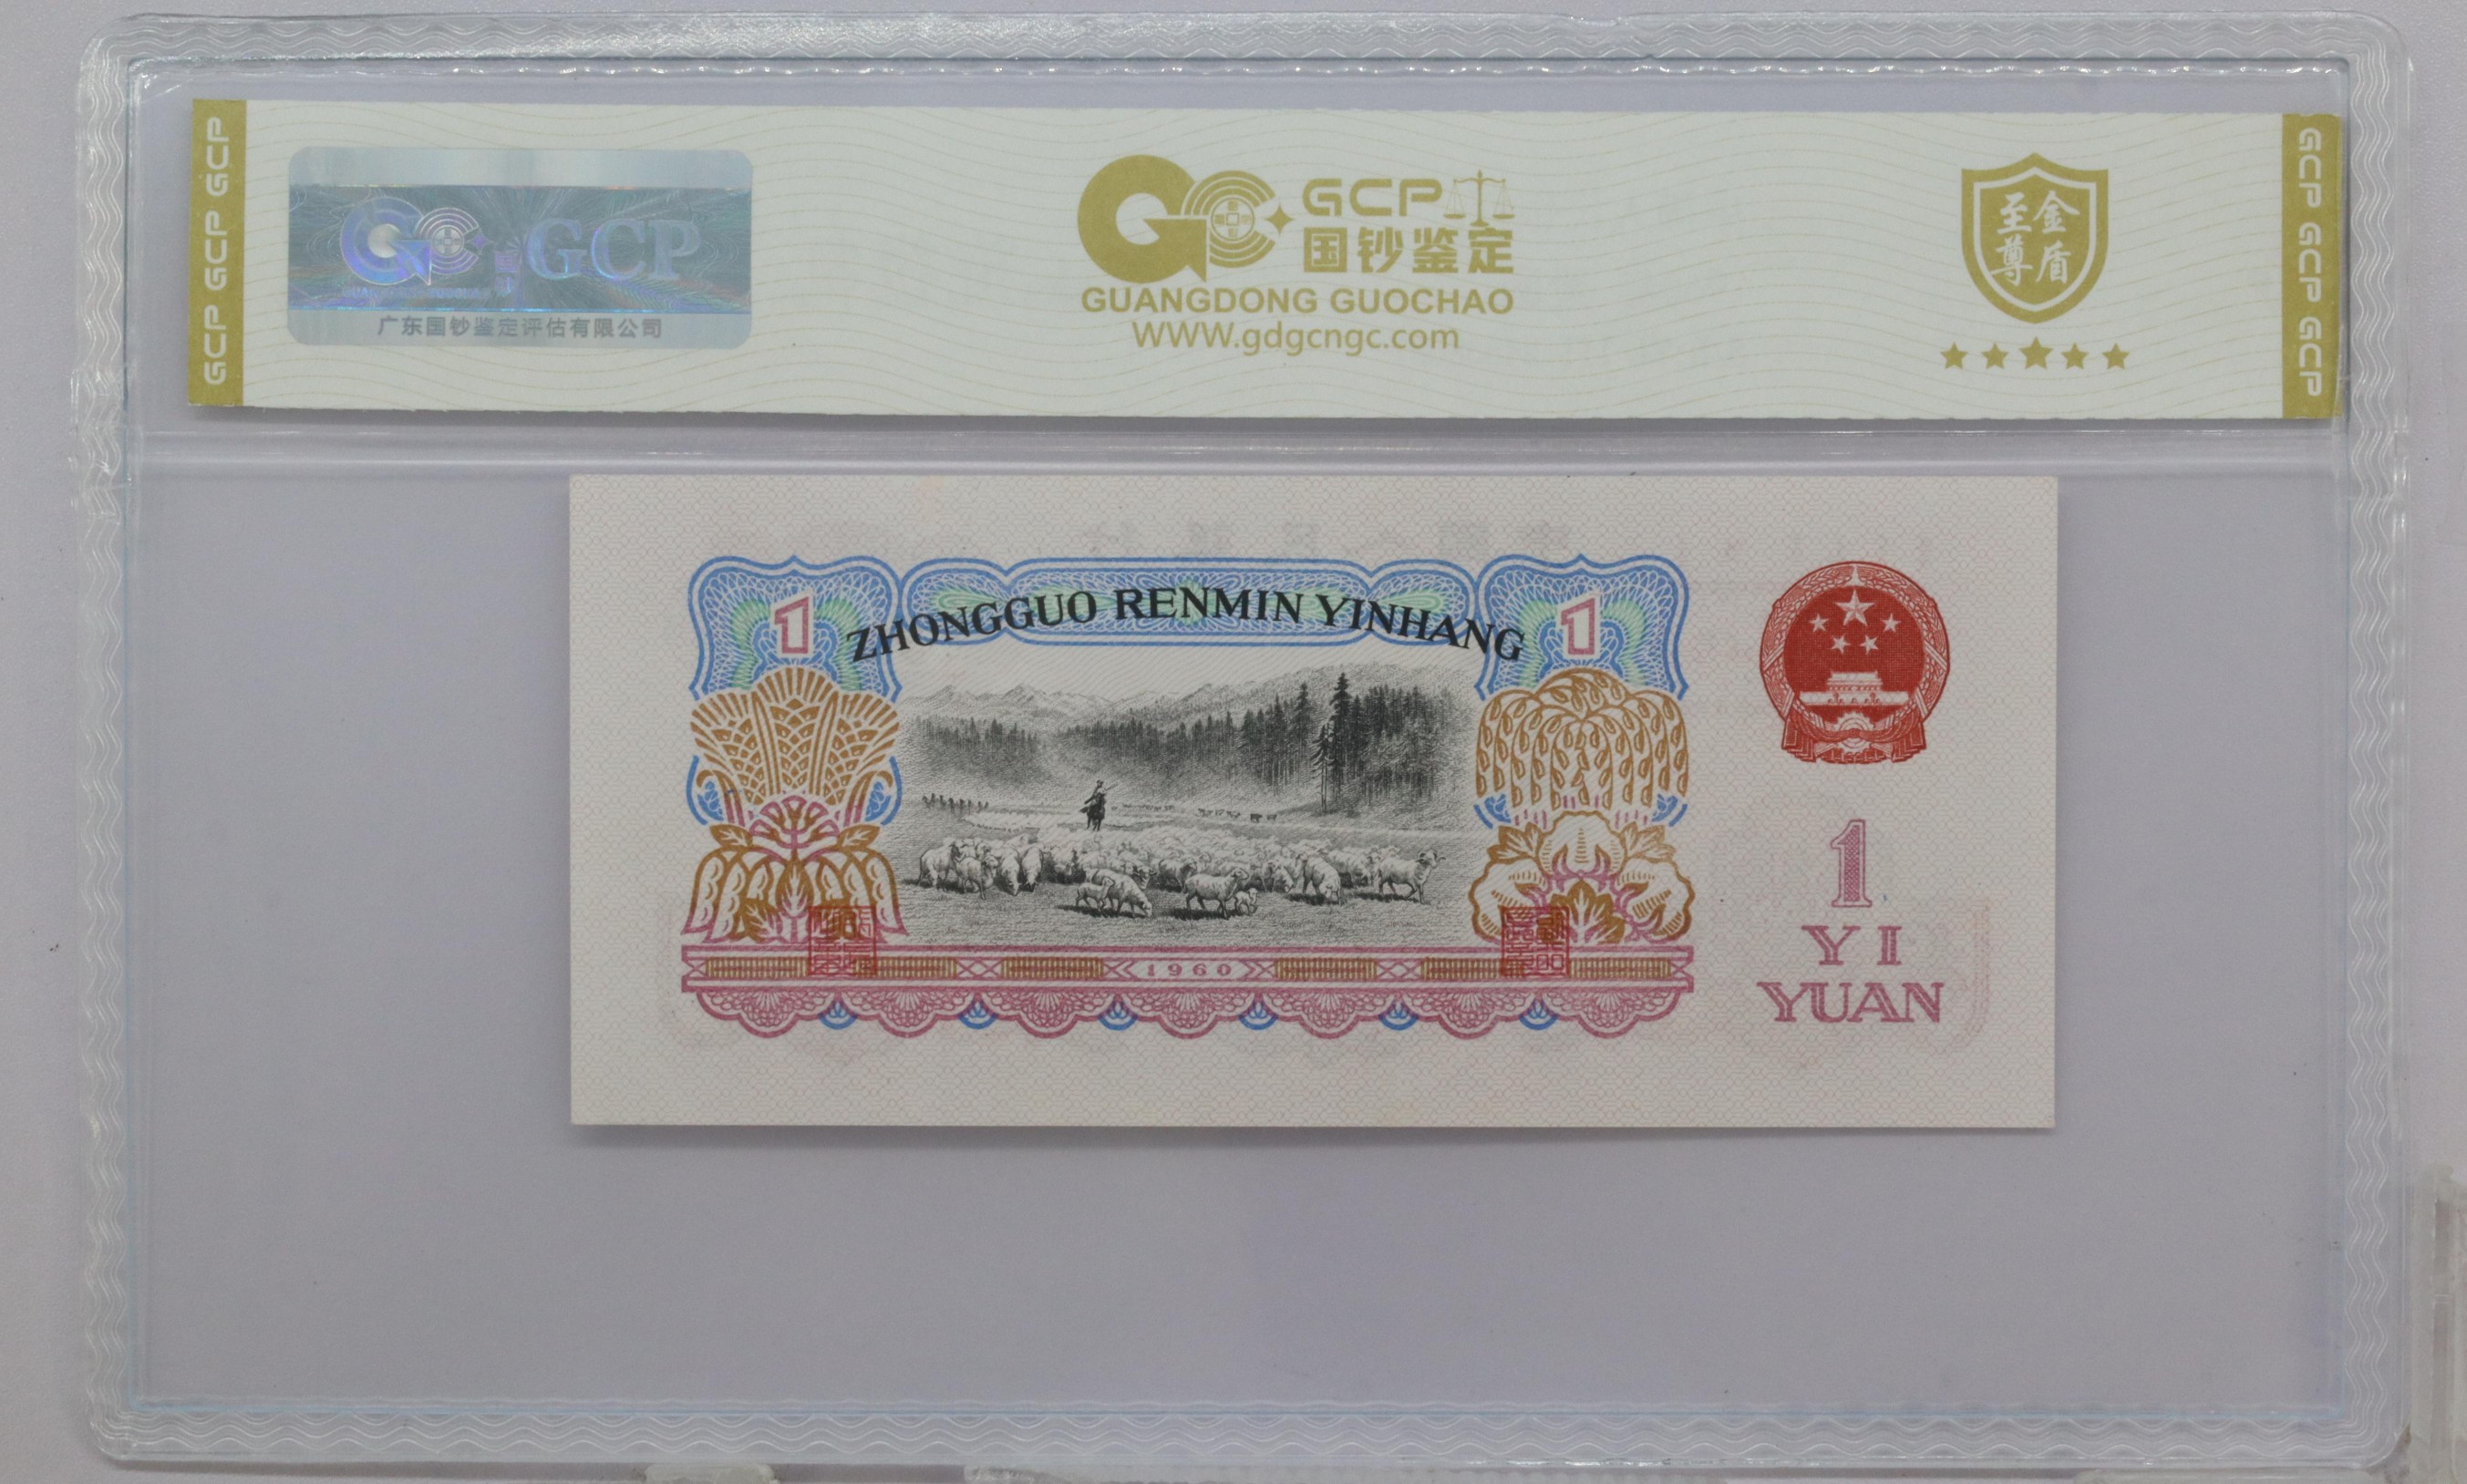 GCP GCP GCP
GCP
GUANGDONG GUOCHAO
广东国钞鉴定评估有限公司
GCP
国钞鉴定
GUANGDONG GUOCHAO
WWW.gdgcngc.com
金盾
至尊
GCP GCP GCP
ZHONGGUO RENMIN YINHANG
1
1
1960
1
YI
YUAN